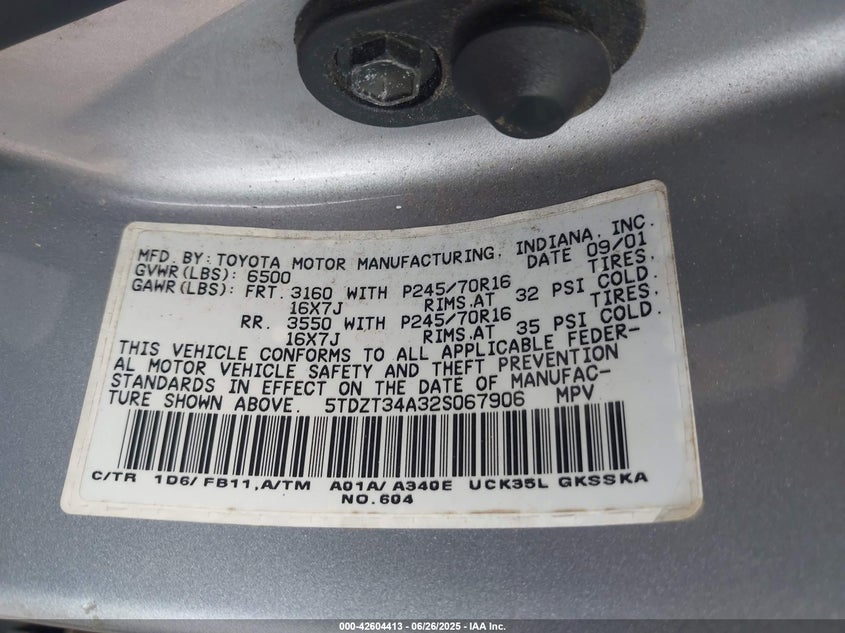 MFD. BY: TOYOTA MOTOR MANUFACTURING, INDIANA, INC.
GVWR(LBS): 6500 DATE 09/01
GAWR(LBS): FRT. 3160 WITH P245/70R16 TIRES,
16X7J RIMS.AT 32 PSI COLD.
RR. 3550 WITH P245/70R16 TIRES,
16X7J RIMS.AT 35 PSI COLD.
THIS VEHICLE CONFORMS TO ALL APPLICABLE FEDER-
AL MOTOR VEHICLE SAFETY AND THEFT PREVENTION
STANDARDS IN EFFECT ON THE DATE OF MANUFAC-
TURE SHOWN ABOVE. 5TDZT34A32S067906 MPV
C/TR 1D6/FB11,A/TM A01A/A340E UCK35L GKSSKA
NO.604
000-42604413 - 06/26/2025 - IAA Inc.